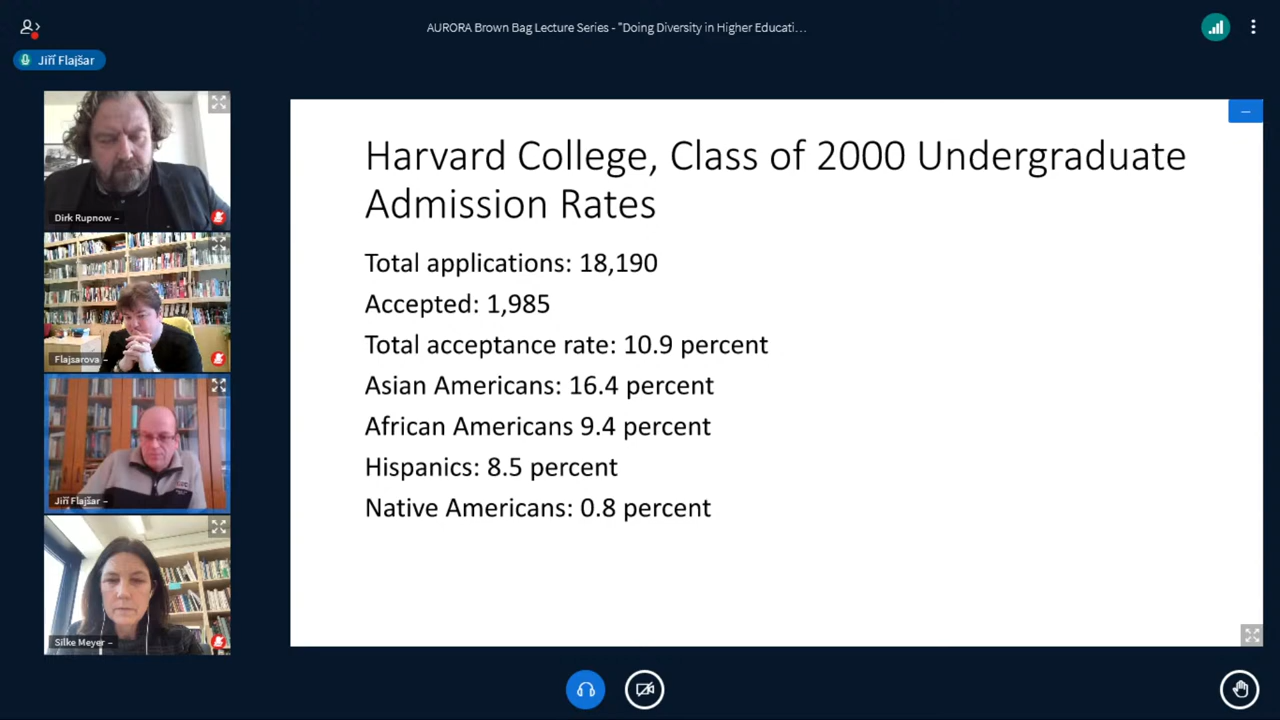 AURORA Brown Bag Lecture Series - "Doing Diversity in Higher Educati…
Jiří Flajšar
Dirk Rupnow –
Flajsarova –
Jiří Flajšar –
Silke Meyer –
Harvard College, Class of 2000 Undergraduate
Admission Rates
Total applications: 18,190
Accepted: 1,985
Total acceptance rate: 10.9 percent
Asian Americans: 16.4 percent
African Americans 9.4 percent
Hispanics: 8.5 percent
Native Americans: 0.8 percent